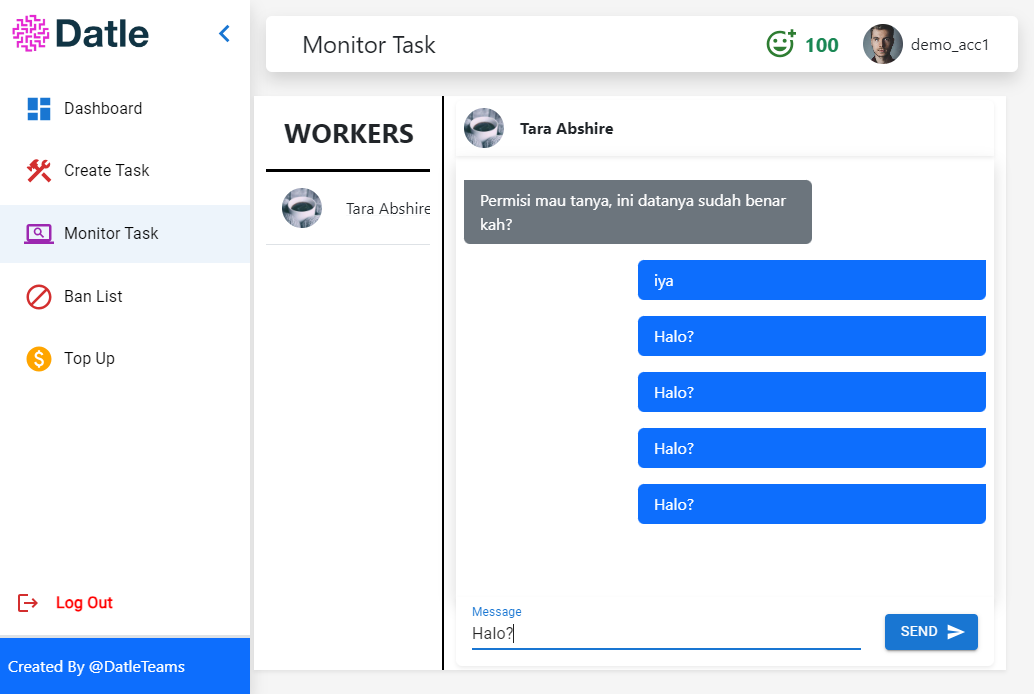 Datle
Dashboard
Create Task
Monitor Task
Ban List
Top Up
Log Out
Created By @DatleTeams
Monitor Task
100
demo_acc1
WORKERS
Tara Abshire
Tara Abshire
Permisi mau tanya, ini datanya sudah benar
kah?
iya
Halo?
Halo?
Halo?
Halo?
Message
Halo?
SEND